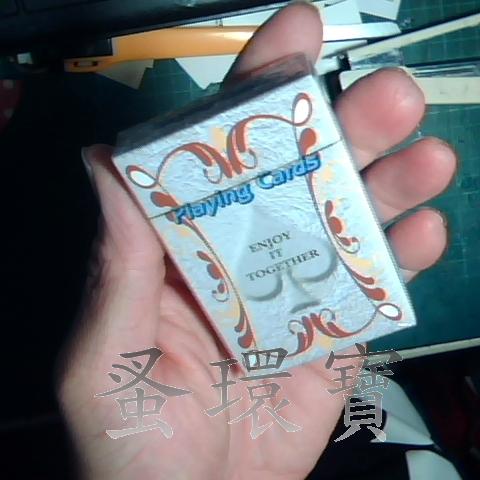 Playing Cards
ENJOY
IT
TOGETHER
蚤環寶